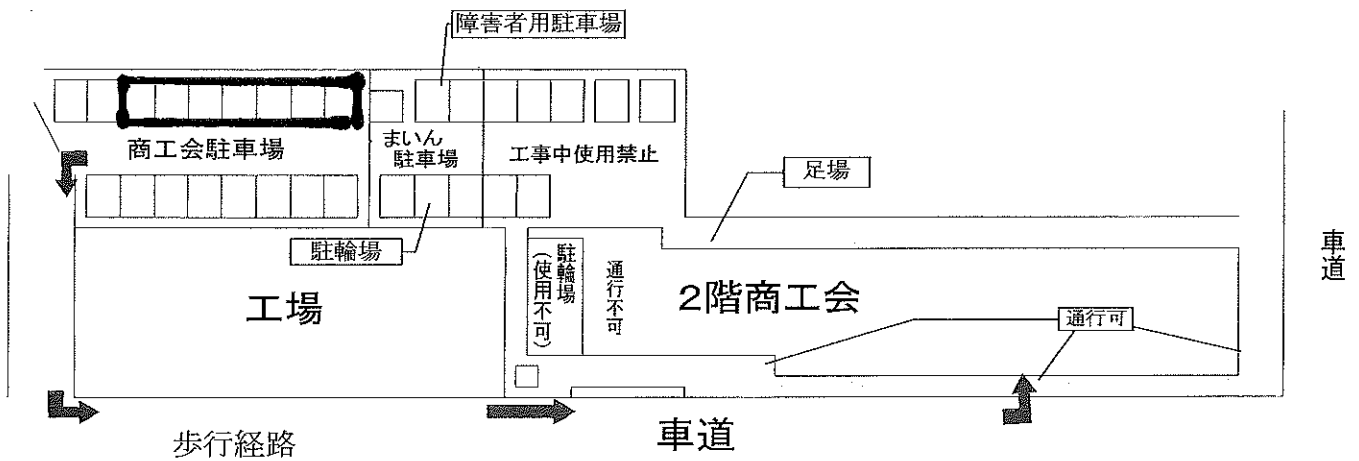 障害者用駐車場
商工会駐車場
まいん
駐車場
工事中使用禁止
足場
駐輪場
工場
駐輪場
(使用不可)
通行不可
2階商工会
通行可
車道
歩行経路
車道